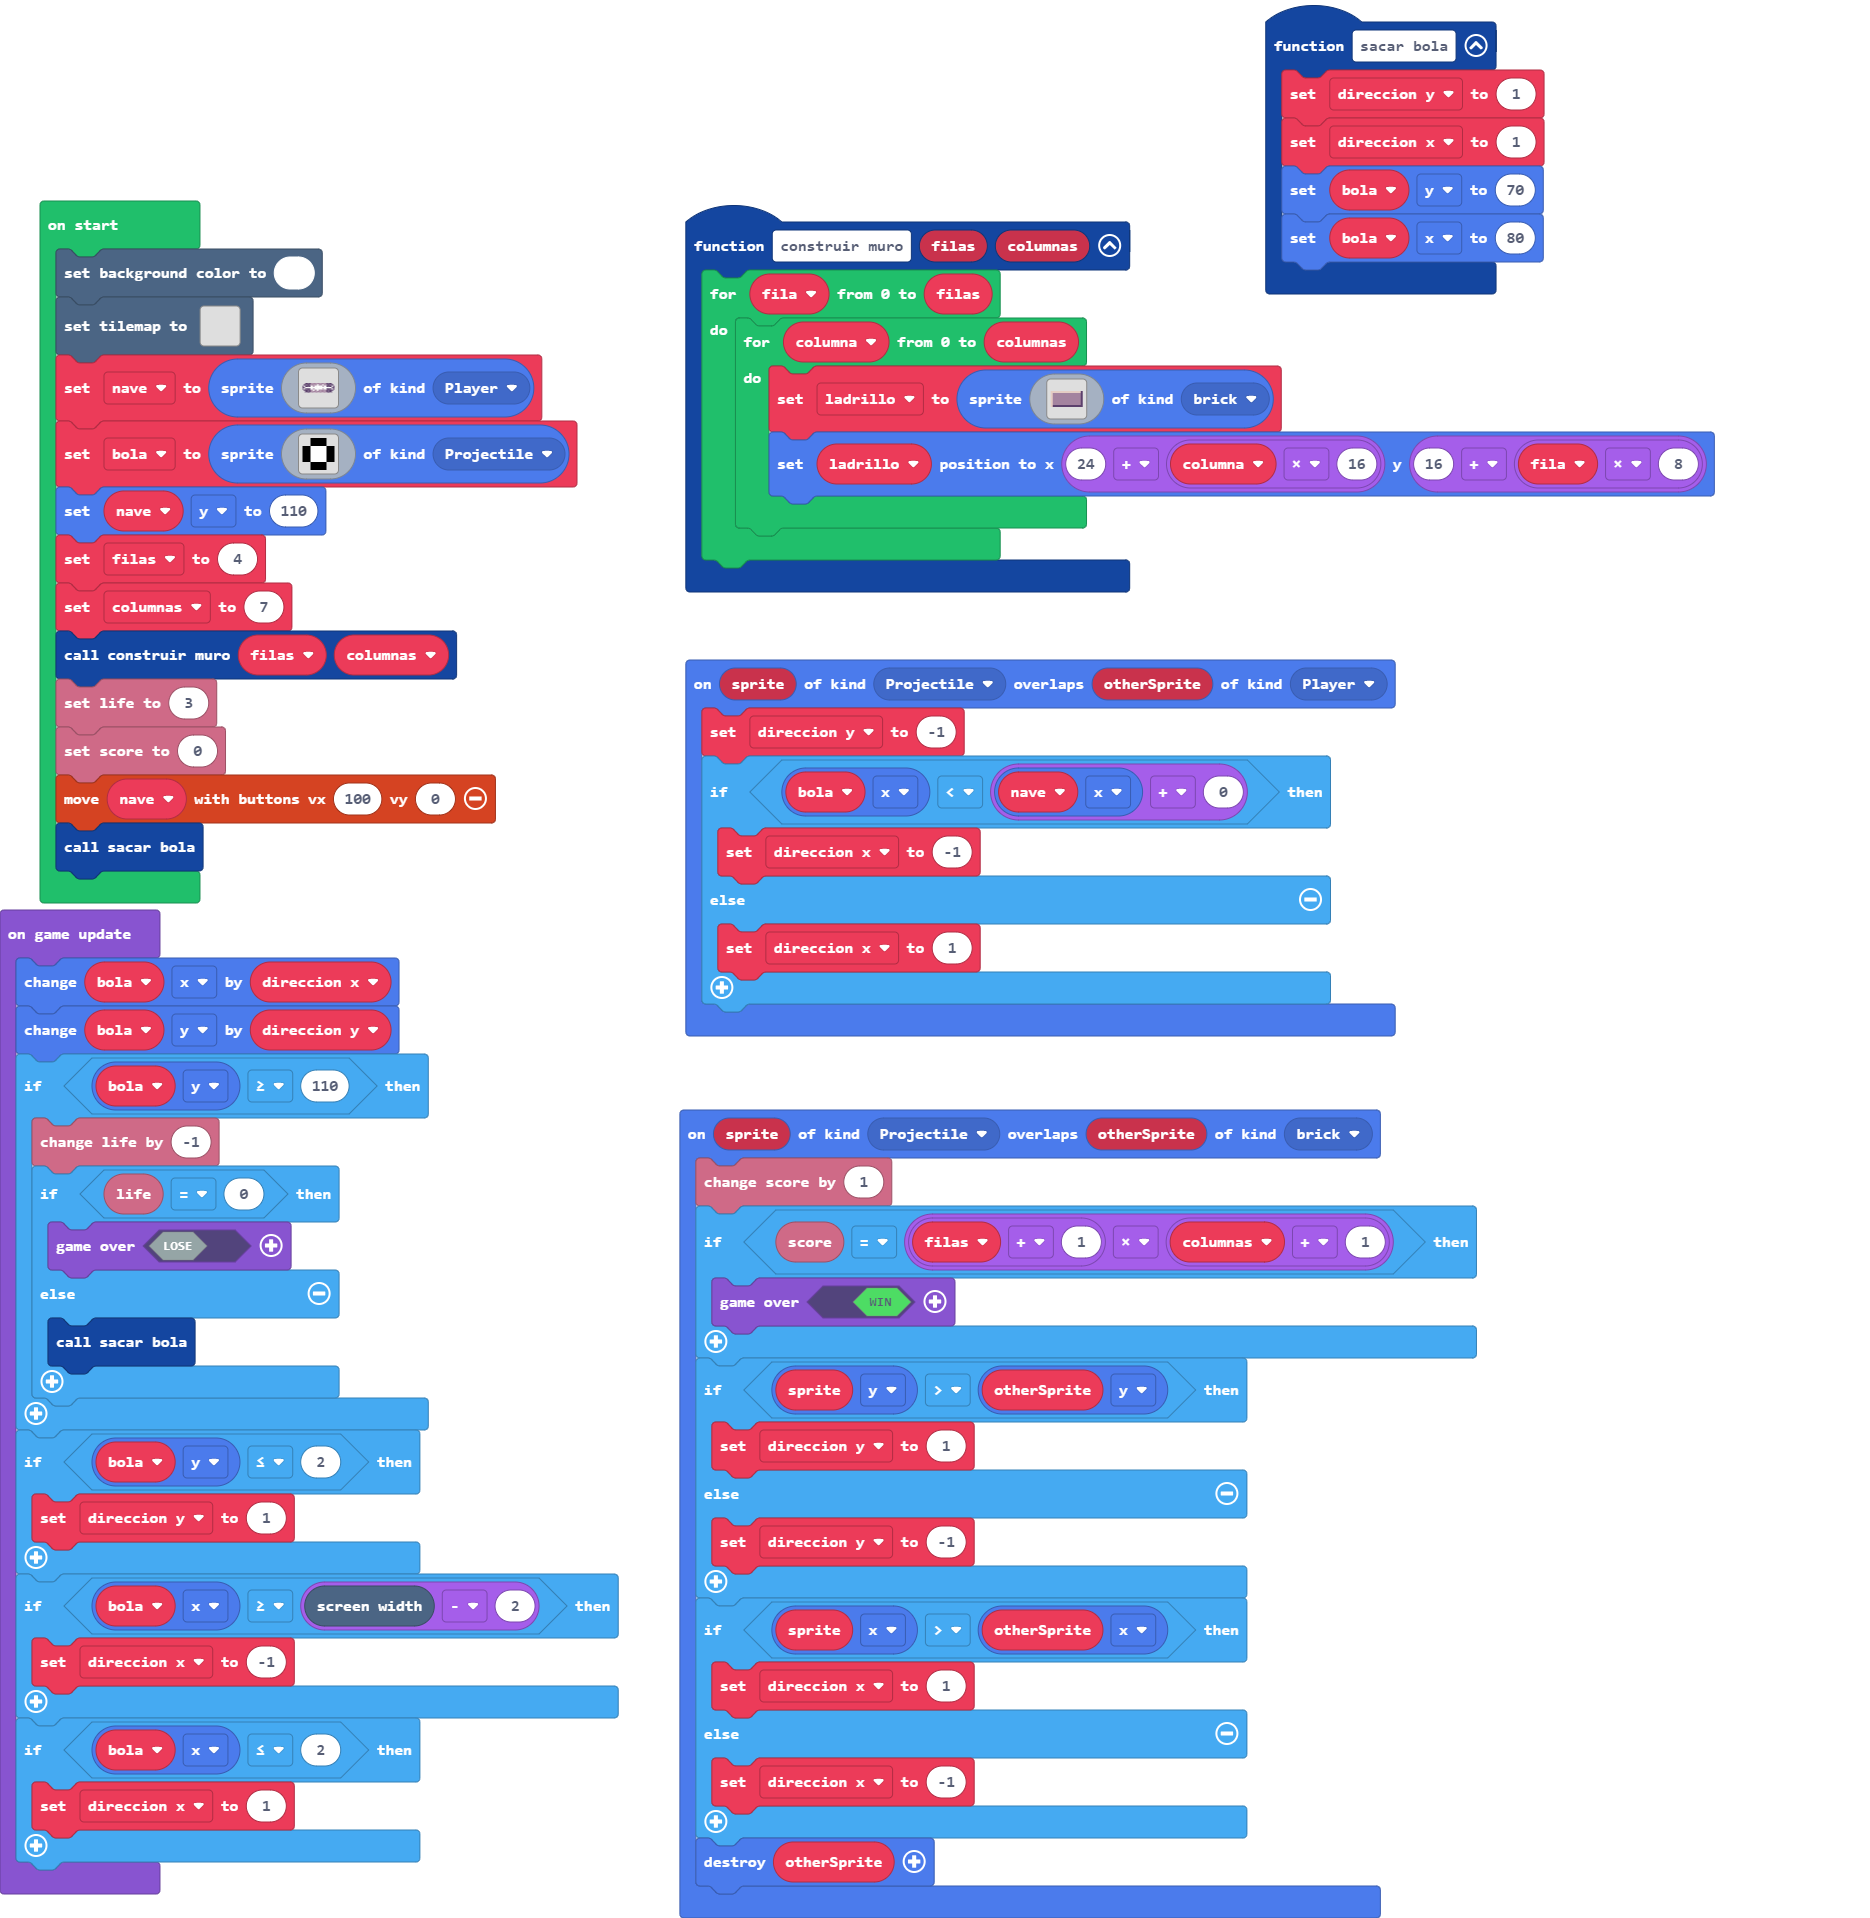 function sacar bola
set direccion y to 1
set direccion x to 1
set bola y to 70
set bola x to 80
on start
set background color to
set tilemap to
set nave to sprite of kind Player
set bola to sprite of kind Projectile
set nave y to 110
set filas to 4
set columnas to 7
call construir muro filas columnas
set life to 3
set score to 0
move nave with buttons vx 100 vy 0
call sacar bola
function construir muro filas columnas
for fila from 0 to filas
do
for columna from 0 to columnas
do
set ladrillo to sprite of kind brick
set ladrillo position to x 24 + columna × 16 y 16 + fila × 8
on sprite of kind Projectile overlaps otherSprite of kind Player
set direccion y to -1
if bola x < nave x + 0 then
set direccion x to -1
else
set direccion x to 1
on game update
change bola x by direccion x
change bola y by direccion y
if bola y ≥ 110 then
change life by -1
if life = 0 then
game over LOSE
else
call sacar bola
if bola y ≤ 2 then
set direccion y to 1
if bola x ≥ screen width - 2 then
set direccion x to -1
if bola x ≤ 2 then
set direccion x to 1
on sprite of kind Projectile overlaps otherSprite of kind brick
change score by 1
if score = filas + 1 × columnas + 1 then
game over WIN
if sprite y > otherSprite y then
set direccion y to 1
else
set direccion y to -1
if sprite x > otherSprite x then
set direccion x to 1
else
set direccion x to -1
destroy otherSprite